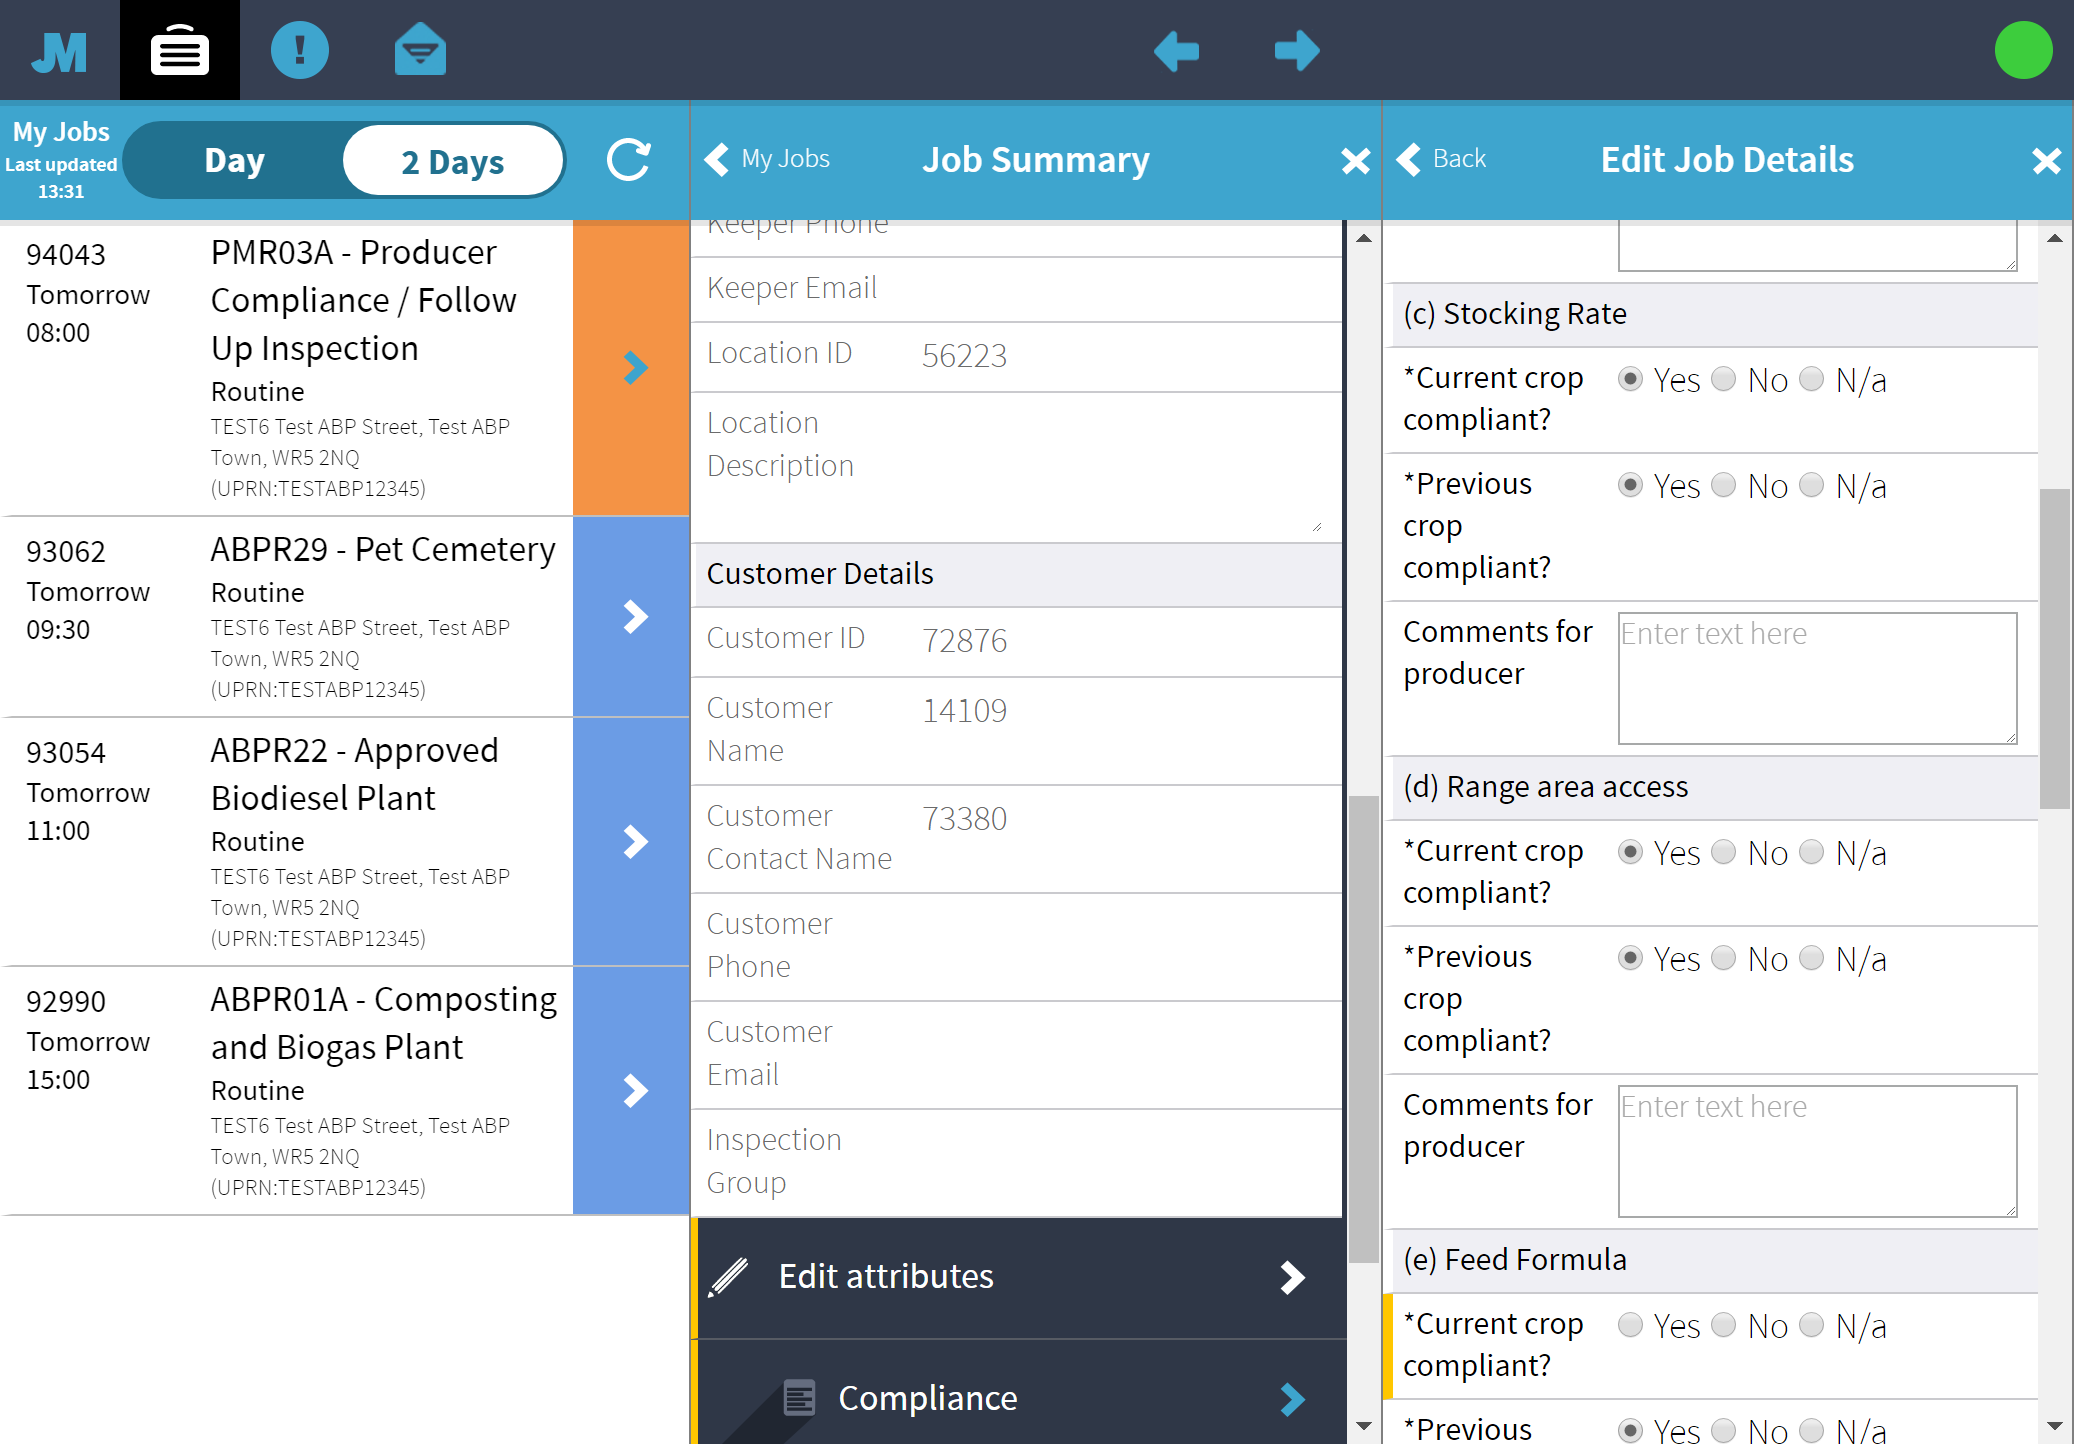 JM
My Jobs
Last updated
13:31
Day
2 Days
My Jobs
Job Summary
Back
Edit Job Details
94043
Tomorrow
08:00
PMR03A - Producer
Compliance / Follow
Up Inspection
Routine
TEST6 Test ABP Street, Test ABP
Town, WR5 2NQ
(UPRN:TESTABP12345)
93062
Tomorrow
09:30
ABPR29 - Pet Cemetery
Routine
TEST6 Test ABP Street, Test ABP
Town, WR5 2NQ
(UPRN:TESTABP12345)
93054
Tomorrow
11:00
ABPR22 - Approved
Biodiesel Plant
Routine
TEST6 Test ABP Street, Test ABP
Town, WR5 2NQ
(UPRN:TESTABP12345)
92990
Tomorrow
15:00
ABPR01A - Composting
and Biogas Plant
Routine
TEST6 Test ABP Street, Test ABP
Town, WR5 2NQ
(UPRN:TESTABP12345)
Keeper Phone
Keeper Email
Location ID 56223
Location
Description
Customer Details
Customer ID 72876
Customer 14109
Name
Customer 73380
Contact Name
Customer
Phone
Customer
Email
Inspection
Group
Edit attributes
Compliance
(c) Stocking Rate
*Current crop Yes No N/a
compliant?
*Previous Yes No N/a
crop
compliant?
Comments for Enter text here
producer
(d) Range area access
*Current crop Yes No N/a
compliant?
*Previous Yes No N/a
crop
compliant?
Comments for Enter text here
producer
(e) Feed Formula
*Current crop Yes No N/a
compliant?
*Previous Yes No N/a